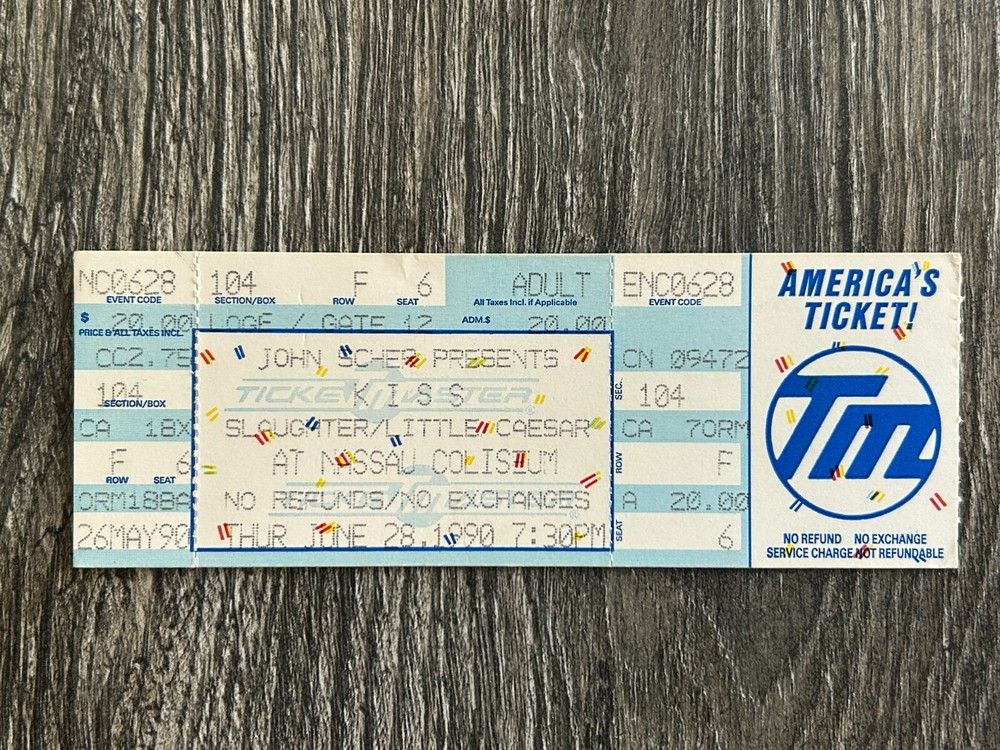 NC0628
EVENT CODE
$ 20.00
PRICE & ALL TAXES INCL.
CC2.75
104
SECTION/BOX
CA 18X
F 6
ROW SEAT
ORM188A
26MAY90
104 F 6 ADULT
SECTION/BOX ROW SEAT All Taxes Incl. if Applicable
ADM.$
LOGE / GATE 12 20.00
JOHN SCHER PRESENTS
TICKETMASTER
K I S S
SLAUGHTER/LITTLE CAESAR
AT NASSAU COLISIUM
NO REFUNDS/NO EXCHANGES
THUR JUNE 28,1990 7:30PM
ENC0628
EVENT CODE
CN 09472
SEC. 104
CA 70RM
ROW F
A 20.00
SEAT 6
AMERICA'S
TICKET!
TM
NO REFUND NO EXCHANGE
SERVICE CHARGE NOT REFUNDABLE